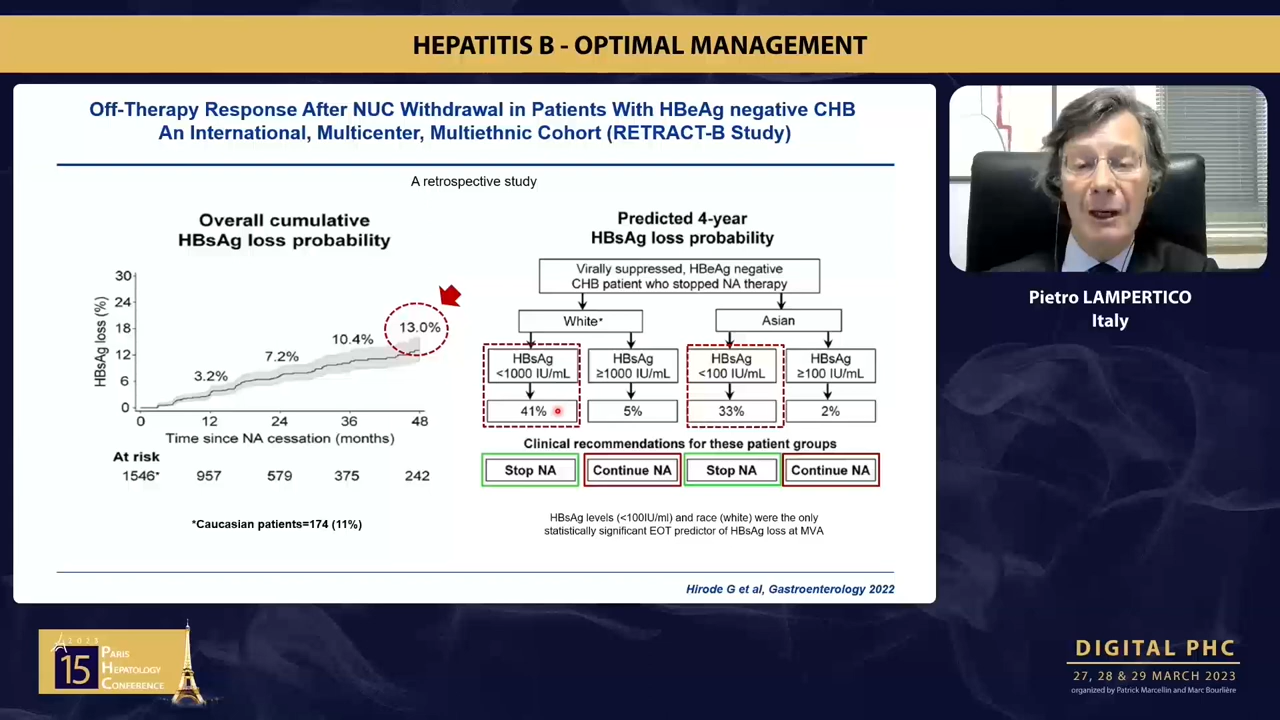 HEPATITIS B - OPTIMAL MANAGEMENT
Off-Therapy Response After NUC Withdrawal in Patients With HBeAg negative CHB
An International, Multicenter, Multiethnic Cohort (RETRACT-B Study)
A retrospective study
Overall cumulative
HBsAg loss probability
HBsAg loss (%)
30
24
18
12
6
0
3.2%
7.2%
10.4%
13.0%
0
12
24
36
48
Time since NA cessation (months)
At risk
1546*
957
579
375
242
*Caucasian patients=174 (11%)
Predicted 4-year
HBsAg loss probability
Virally suppressed, HBeAg negative
CHB patient who stopped NA therapy
White*
Asian
HBsAg
<1000 IU/mL
HBsAg
≥1000 IU/mL
HBsAg
<100 IU/mL
HBsAg
≥100 IU/mL
41%
5%
33%
2%
Clinical recommendations for these patient groups
Stop NA
Continue NA
Stop NA
Continue NA
HBsAg levels (<100IU/ml) and race (white) were the only
statistically significant EOT predictor of HBsAg loss at MVA
Hirode G et al, Gastroenterology 2022
Pietro LAMPERTICO
Italy
2023
15
PARIS
HEPATOLOGY
CONFERENCE
DIGITAL PHC
27, 28 & 29 MARCH 2023
organized by Patrick Marcellin and Marc Bourlière